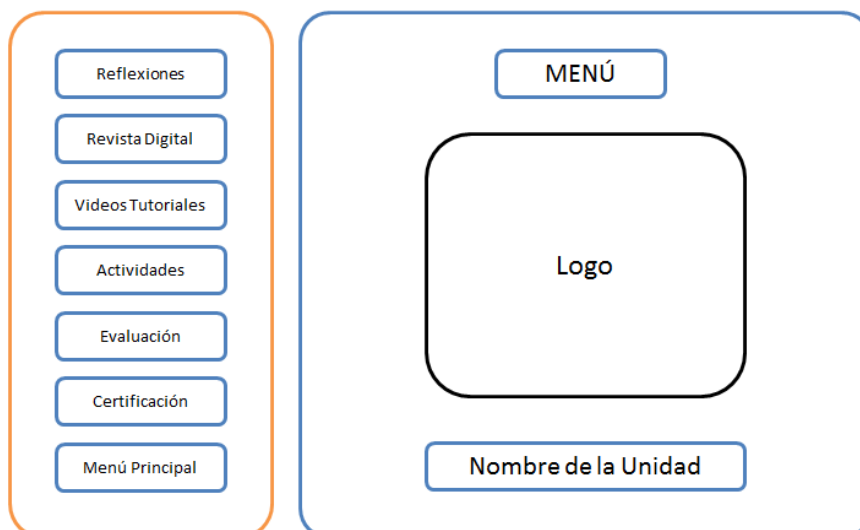 Reflexiones
Revista Digital
Videos Tutoriales
Actividades
Evaluación
Certificación
Menú Principal
MENÚ
Logo
Nombre de la Unidad